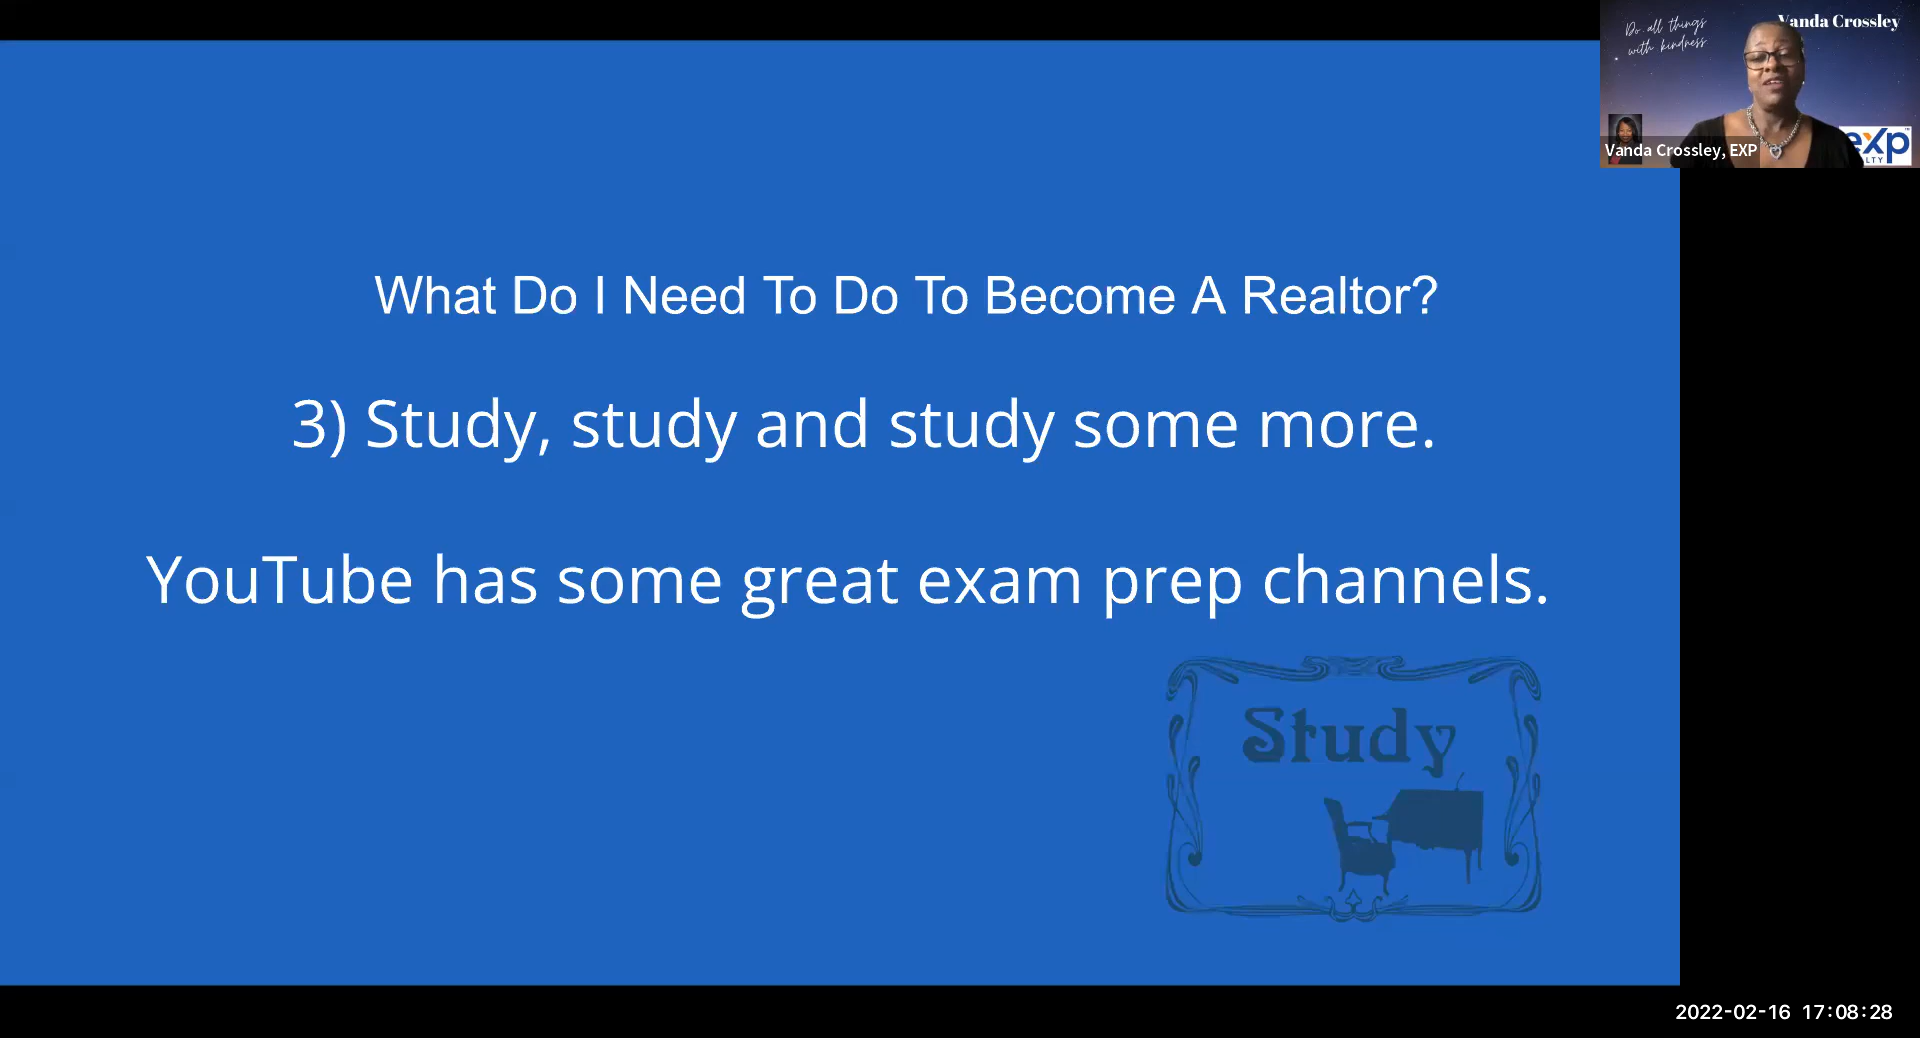 Do all things
with kindness
Vanda Crossley
exp
LTY
Vanda Crossley, EXP
What Do I Need To Do To Become A Realtor?
3) Study, study and study some more.
YouTube has some great exam prep channels.
Study
2022-02-16 17:08:28